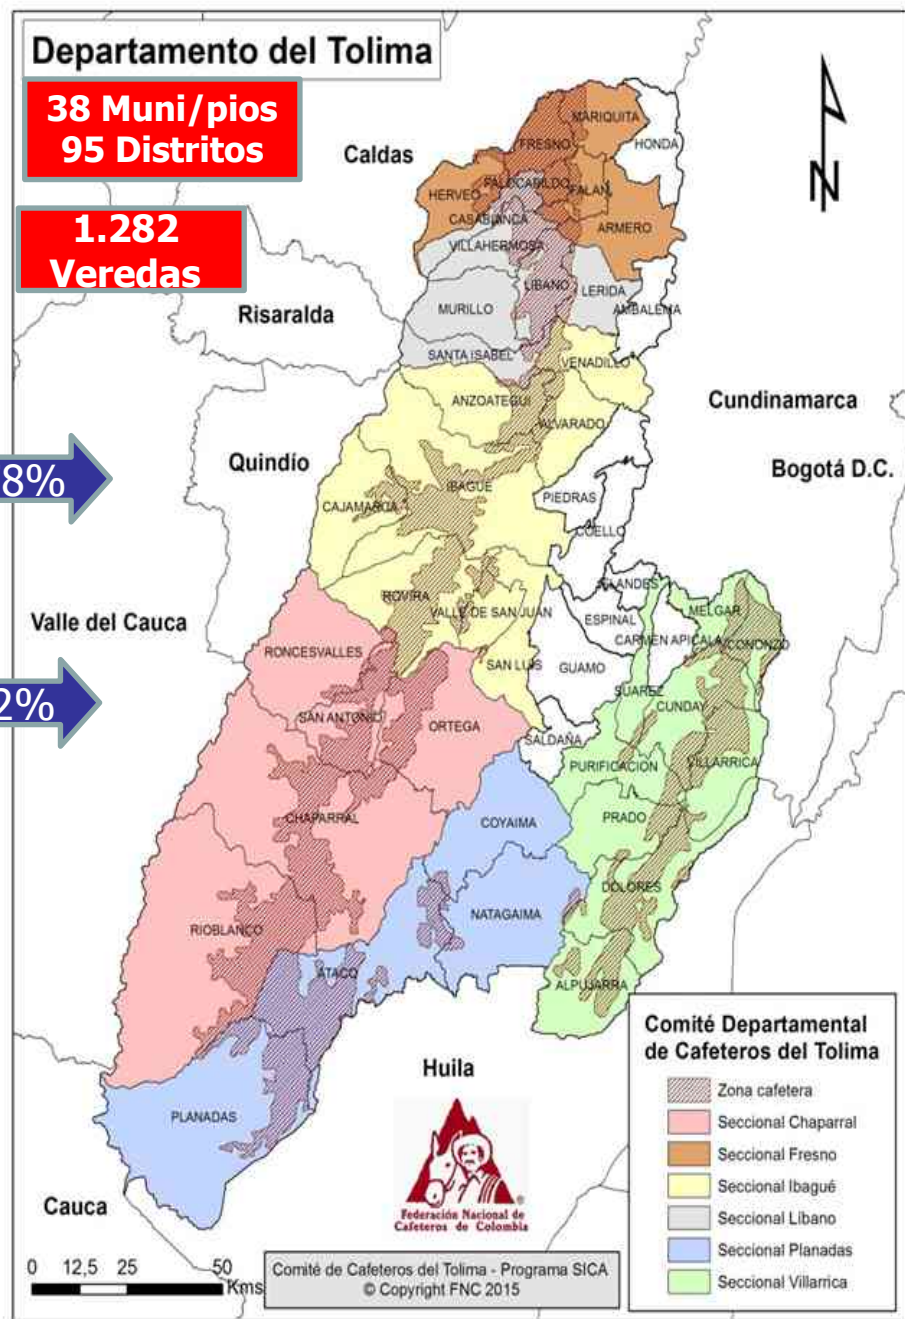 Departamento del Tolima
38 Muni/pios
95 Distritos
1.282
Veredas
Caldas
Risaralda
Quindío
Valle del Cauca
Cundinamarca
Bogotá D.C.
Huila
Cauca
N
8%
2%
MARIQUITA
HONDA
FRESNO
PALOCABILDO
FALAN
HERVEO
CASABIANCA
ARMERO
VILLAHERMOSA
LIBANO
LERIDA
AMBALEMA
MURILLO
SANTA ISABEL
VENADILLO
ANZOATEGUI
ALVARADO
IBAGUE
PIEDRAS
CAJAMARCA
COELLO
ROVIRA
VALLE DE SAN JUAN
ESPINAL
MELGAR
CARMEN APICALA
RONCESVALLES
SAN LUIS
GUAMO
SUAREZ
CUNDAY
SAN ANTONIO
ORTEGA
SALDAÑA
PURIFICACION
VILLARRICA
CHAPARRAL
COYAIMA
PRADO
DOLORES
NATAGAIMA
RIOBLANCO
ATACO
ALPUJARRA
PLANADAS
Federación Nacional de
Cafeteros de Colombia
®
Comité Departamental
de Cafeteros del Tolima
Zona cafetera
Seccional Chaparral
Seccional Fresno
Seccional Ibagué
Seccional Líbano
Seccional Planadas
Seccional Villarrica
0 12,5 25 50
Kms
Comité de Cafeteros del Tolima - Programa SICA
© Copyright FNC 2015